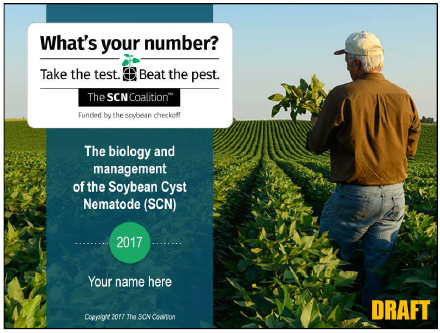 What's your number?
Take the test. Beat the pest.
The SCN Coalition™
Funded by the soybean checkoff
The biology and
management
of the Soybean Cyst
Nematode (SCN)
2017
Your name here
Copyright 2017 The SCN Coalition
DRAFT